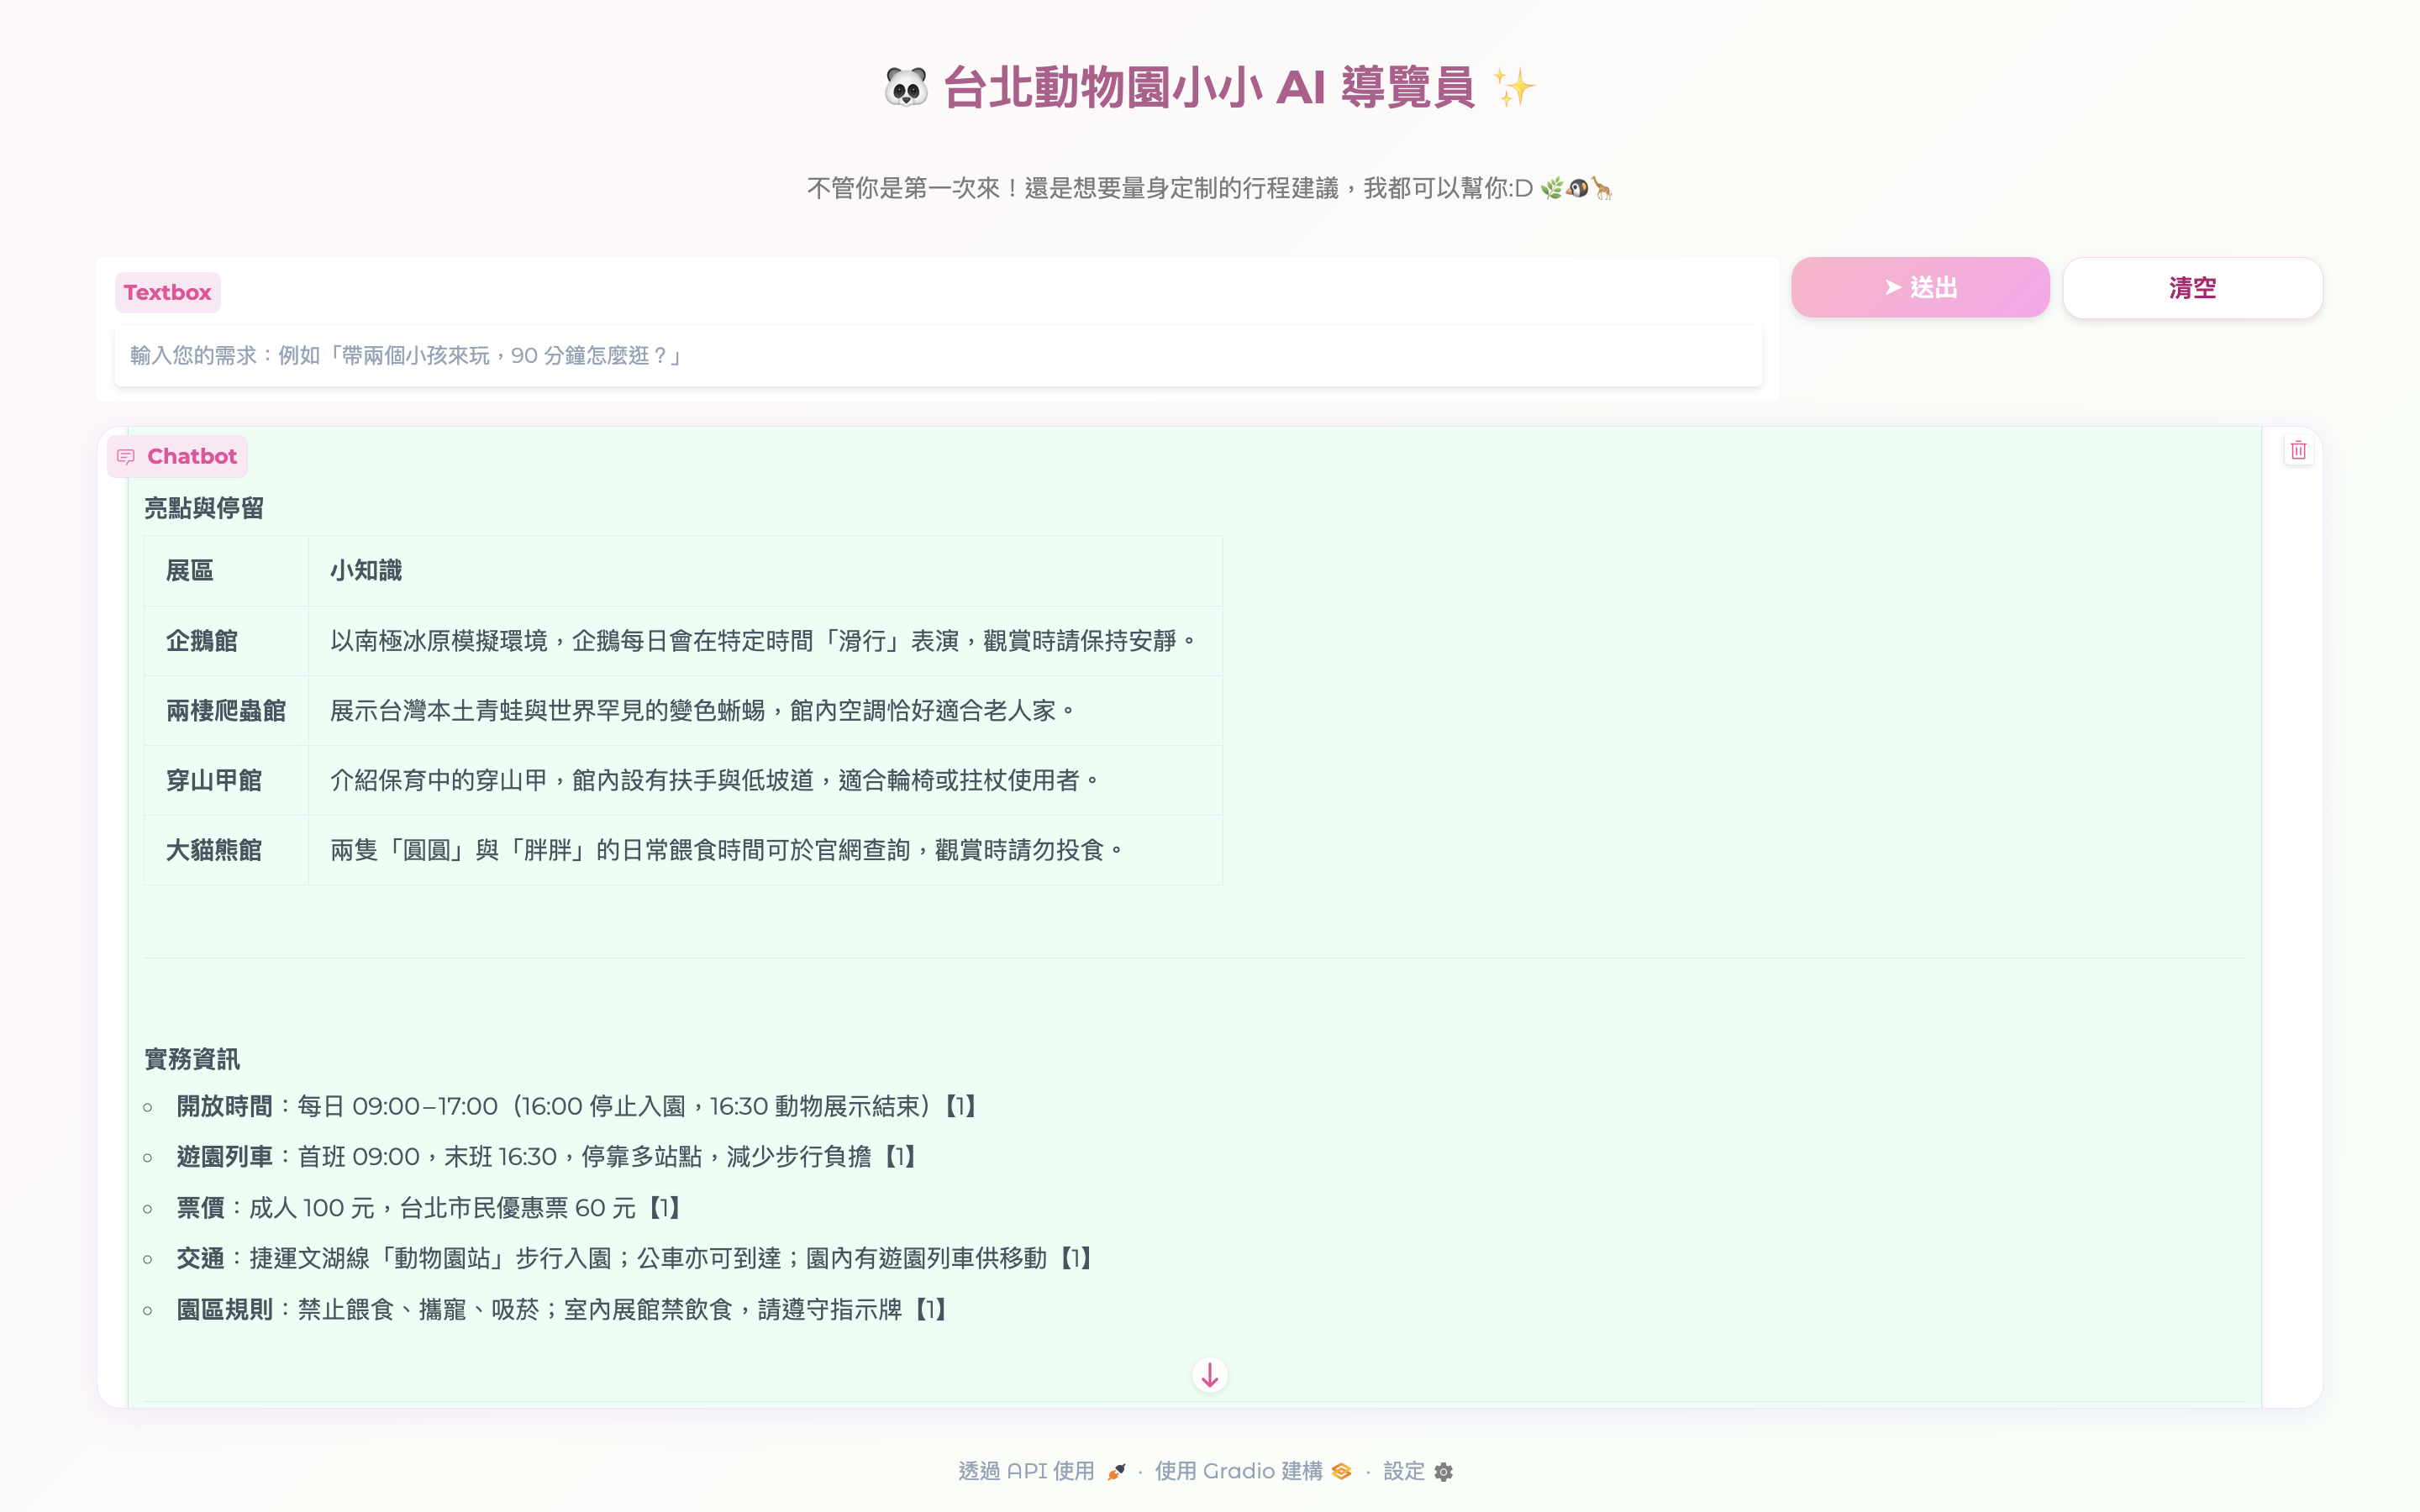 🐼 台北動物園小小 AI 導覽員 ✨
不管你是第一次來！還是想要量身定制的行程建議，我都可以幫你:D 🌿🐧🦒
Textbox
輸入您的需求：例如「帶兩個小孩來玩，90 分鐘怎麼逛？」
➤ 送出
清空
Chatbot
亮點與停留
展區 小知識
企鵝館 以南極冰原模擬環境，企鵝每日會在特定時間「滑行」表演，觀賞時請保持安靜。
兩棲爬蟲館 展示台灣本土青蛙與世界罕見的變色蜥蜴，館內空調恰好適合老人家。
穿山甲館 介紹保育中的穿山甲，館內設有扶手與低坡道，適合輪椅或拄杖使用者。
大貓熊館 兩隻「圓圓」與「胖胖」的日常餵食時間可於官網查詢，觀賞時請勿投食。
實務資訊
開放時間：每日 09:00–17:00（16:00 停止入園，16:30 動物展示結束）【1】
遊園列車：首班 09:00，末班 16:30，停靠多站點，減少步行負擔【1】
票價：成人 100 元，台北市民優惠票 60 元【1】
交通：捷運文湖線「動物園站」步行入園；公車亦可到達；園內有遊園列車供移動【1】
園區規則：禁止餵食、攜寵、吸菸；室內展館禁飲食，請遵守指示牌【1】
透過 API 使用 · 使用 Gradio 建構 · 設定